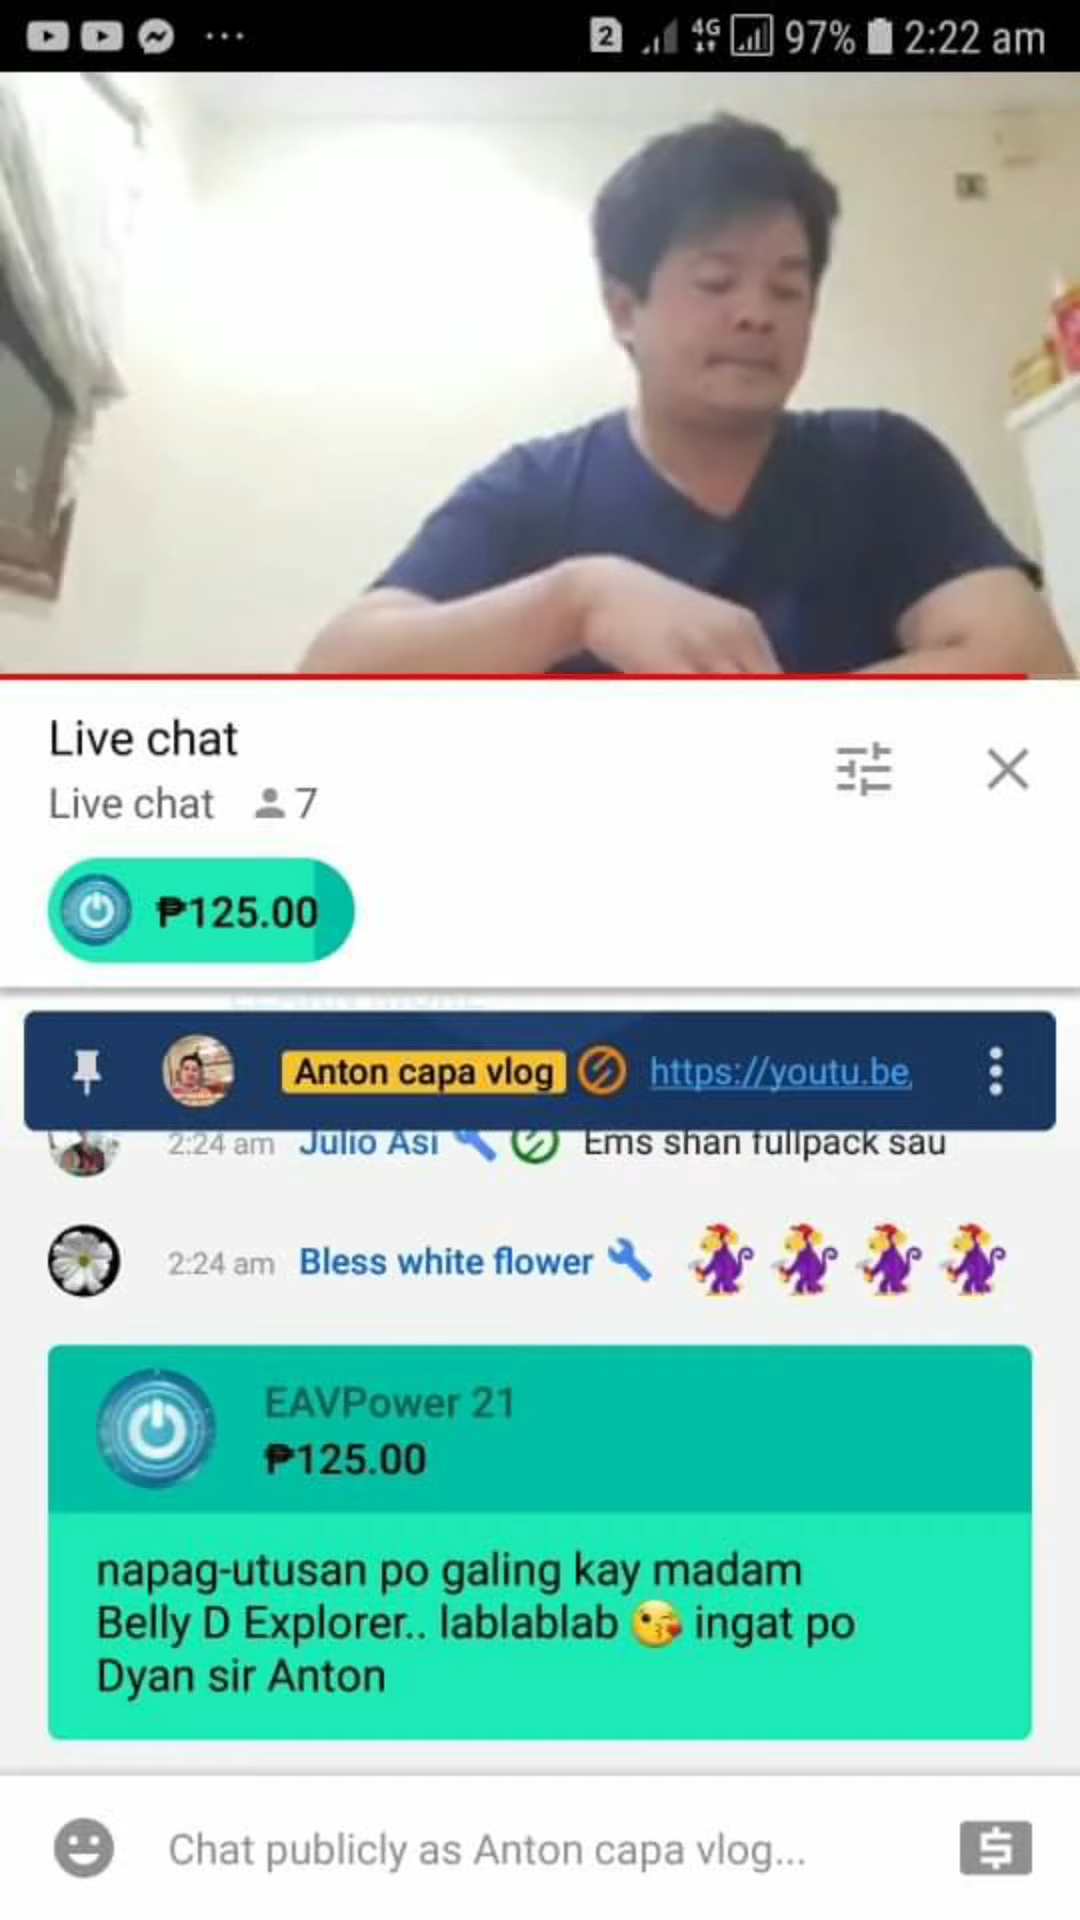 2 4G 97% 2:22 am
Live chat
Live chat 7
₱125.00
Anton capa vlog https://youtu.be
2:24 am Julio Asi Ems shan fullpack sau
2:24 am Bless white flower
EAVPower 21
₱125.00
napag-utusan po galing kay madam
Belly D Explorer.. lablablab 😘 ingat po
Dyan sir Anton
Chat publicly as Anton capa vlog...